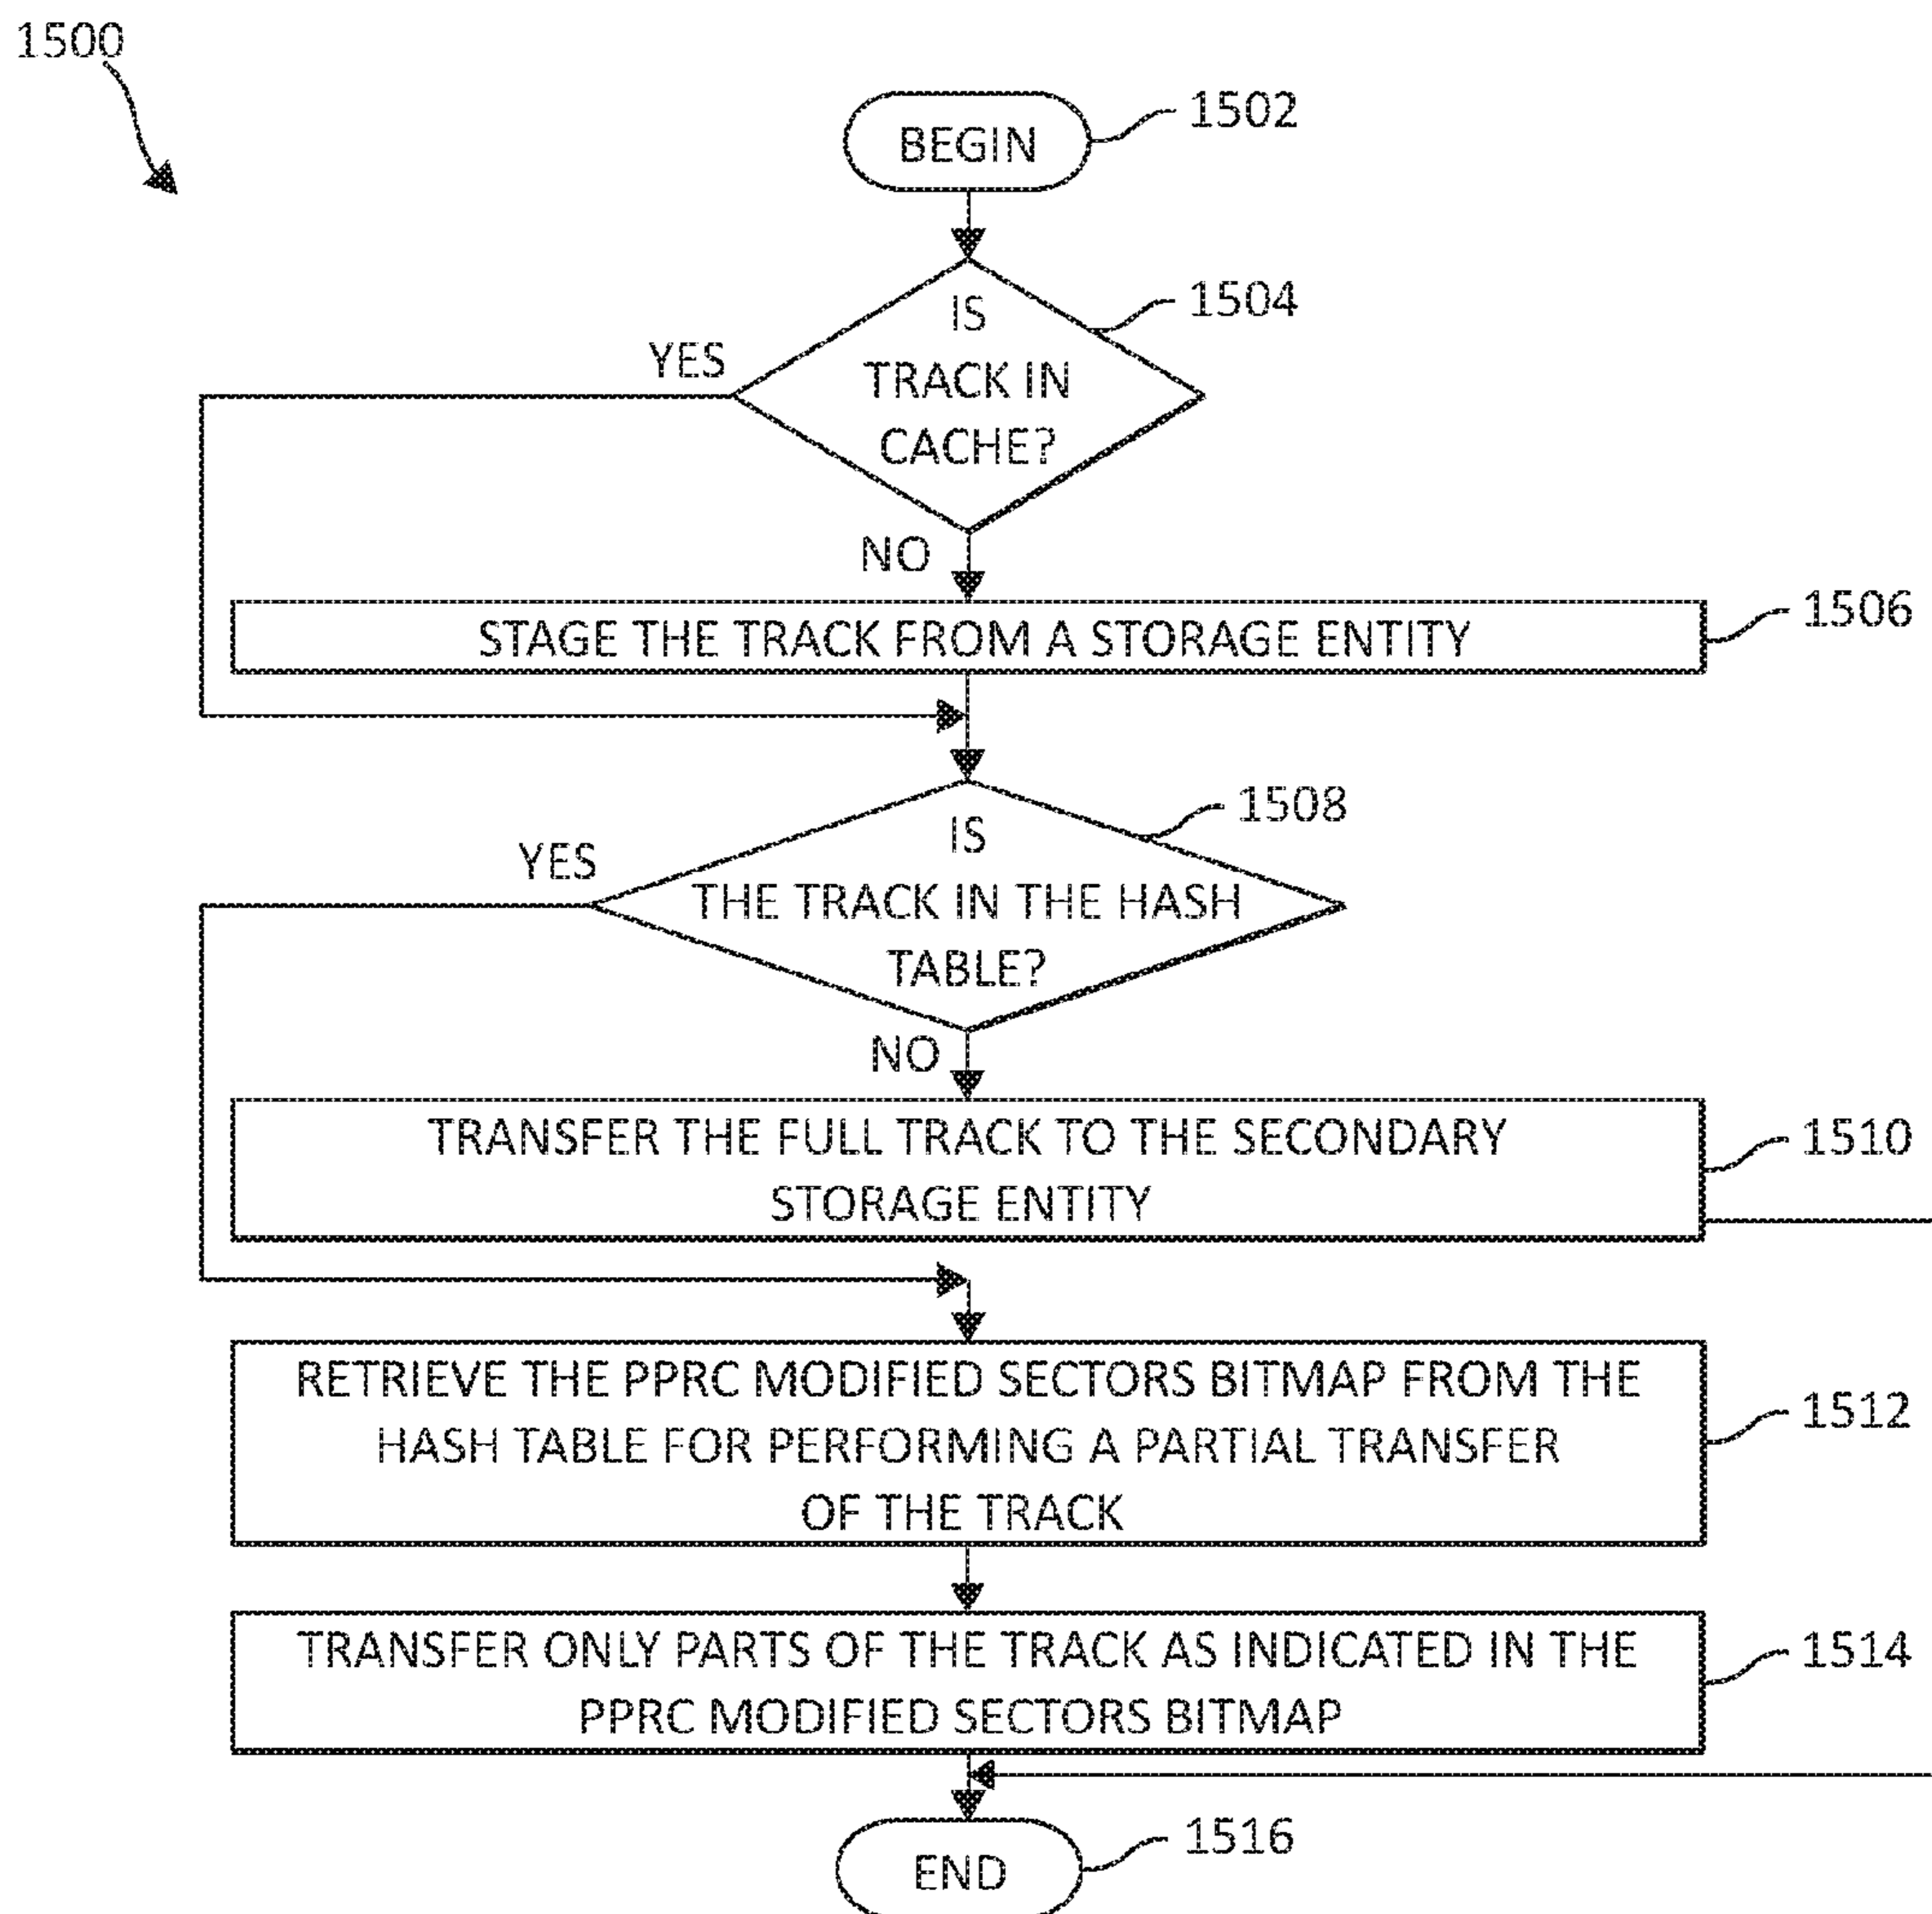 1500
BEGIN
1502
IS
TRACK IN
CACHE?
1504
YES
NO
STAGE THE TRACK FROM A STORAGE ENTITY
1506
IS
THE TRACK IN THE HASH
TABLE?
1508
YES
NO
TRANSFER THE FULL TRACK TO THE SECONDARY
STORAGE ENTITY
1510
RETRIEVE THE PPRC MODIFIED SECTORS BITMAP FROM THE
HASH TABLE FOR PERFORMING A PARTIAL TRANSFER
OF THE TRACK
1512
TRANSFER ONLY PARTS OF THE TRACK AS INDICATED IN THE
PPRC MODIFIED SECTORS BITMAP
1514
END
1516